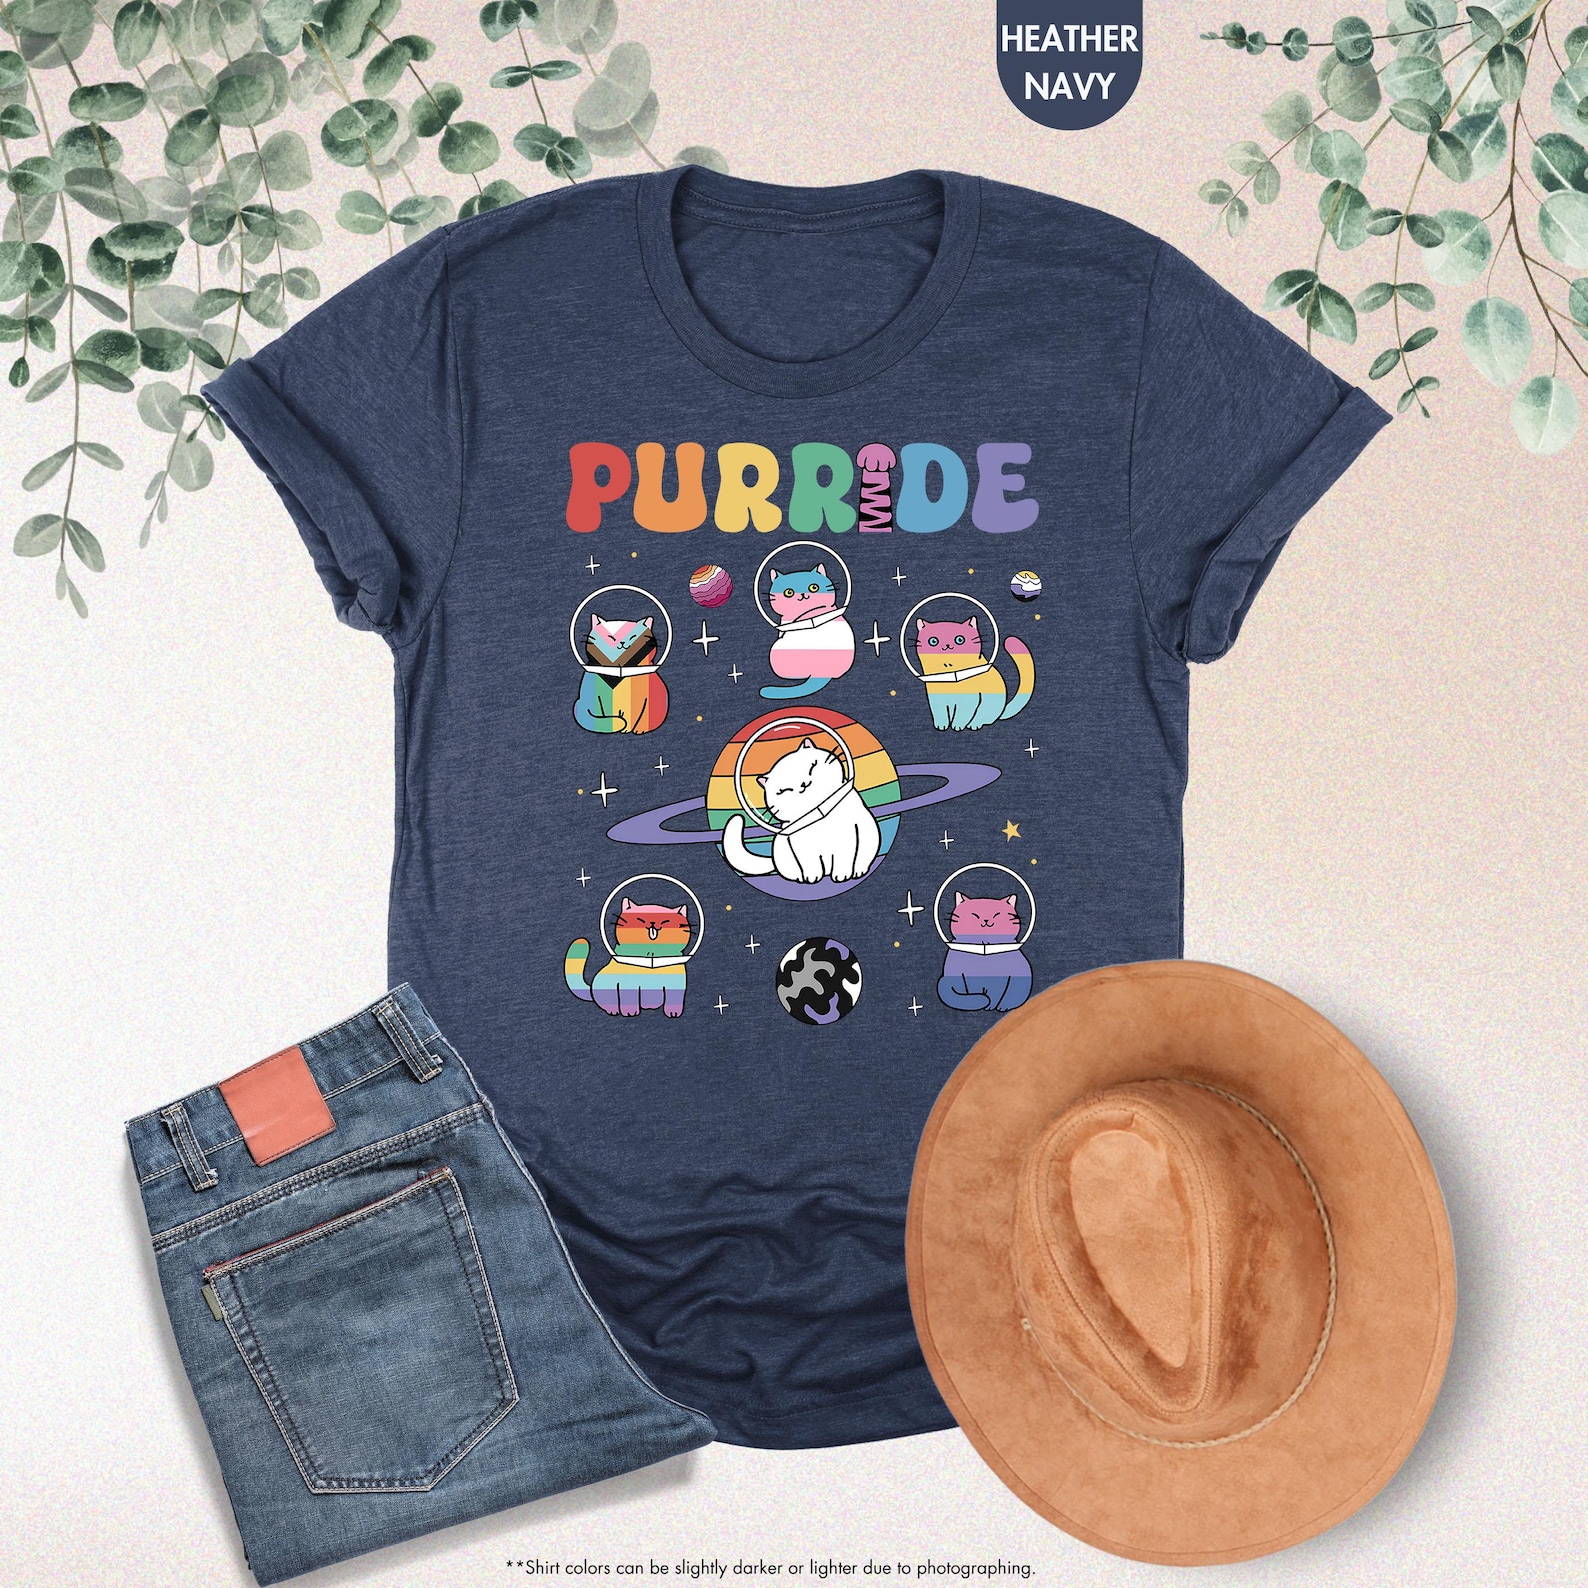 HEATHER
NAVY
PURRIDE
**Shirt colors can be slightly darker or lighter due to photographing.